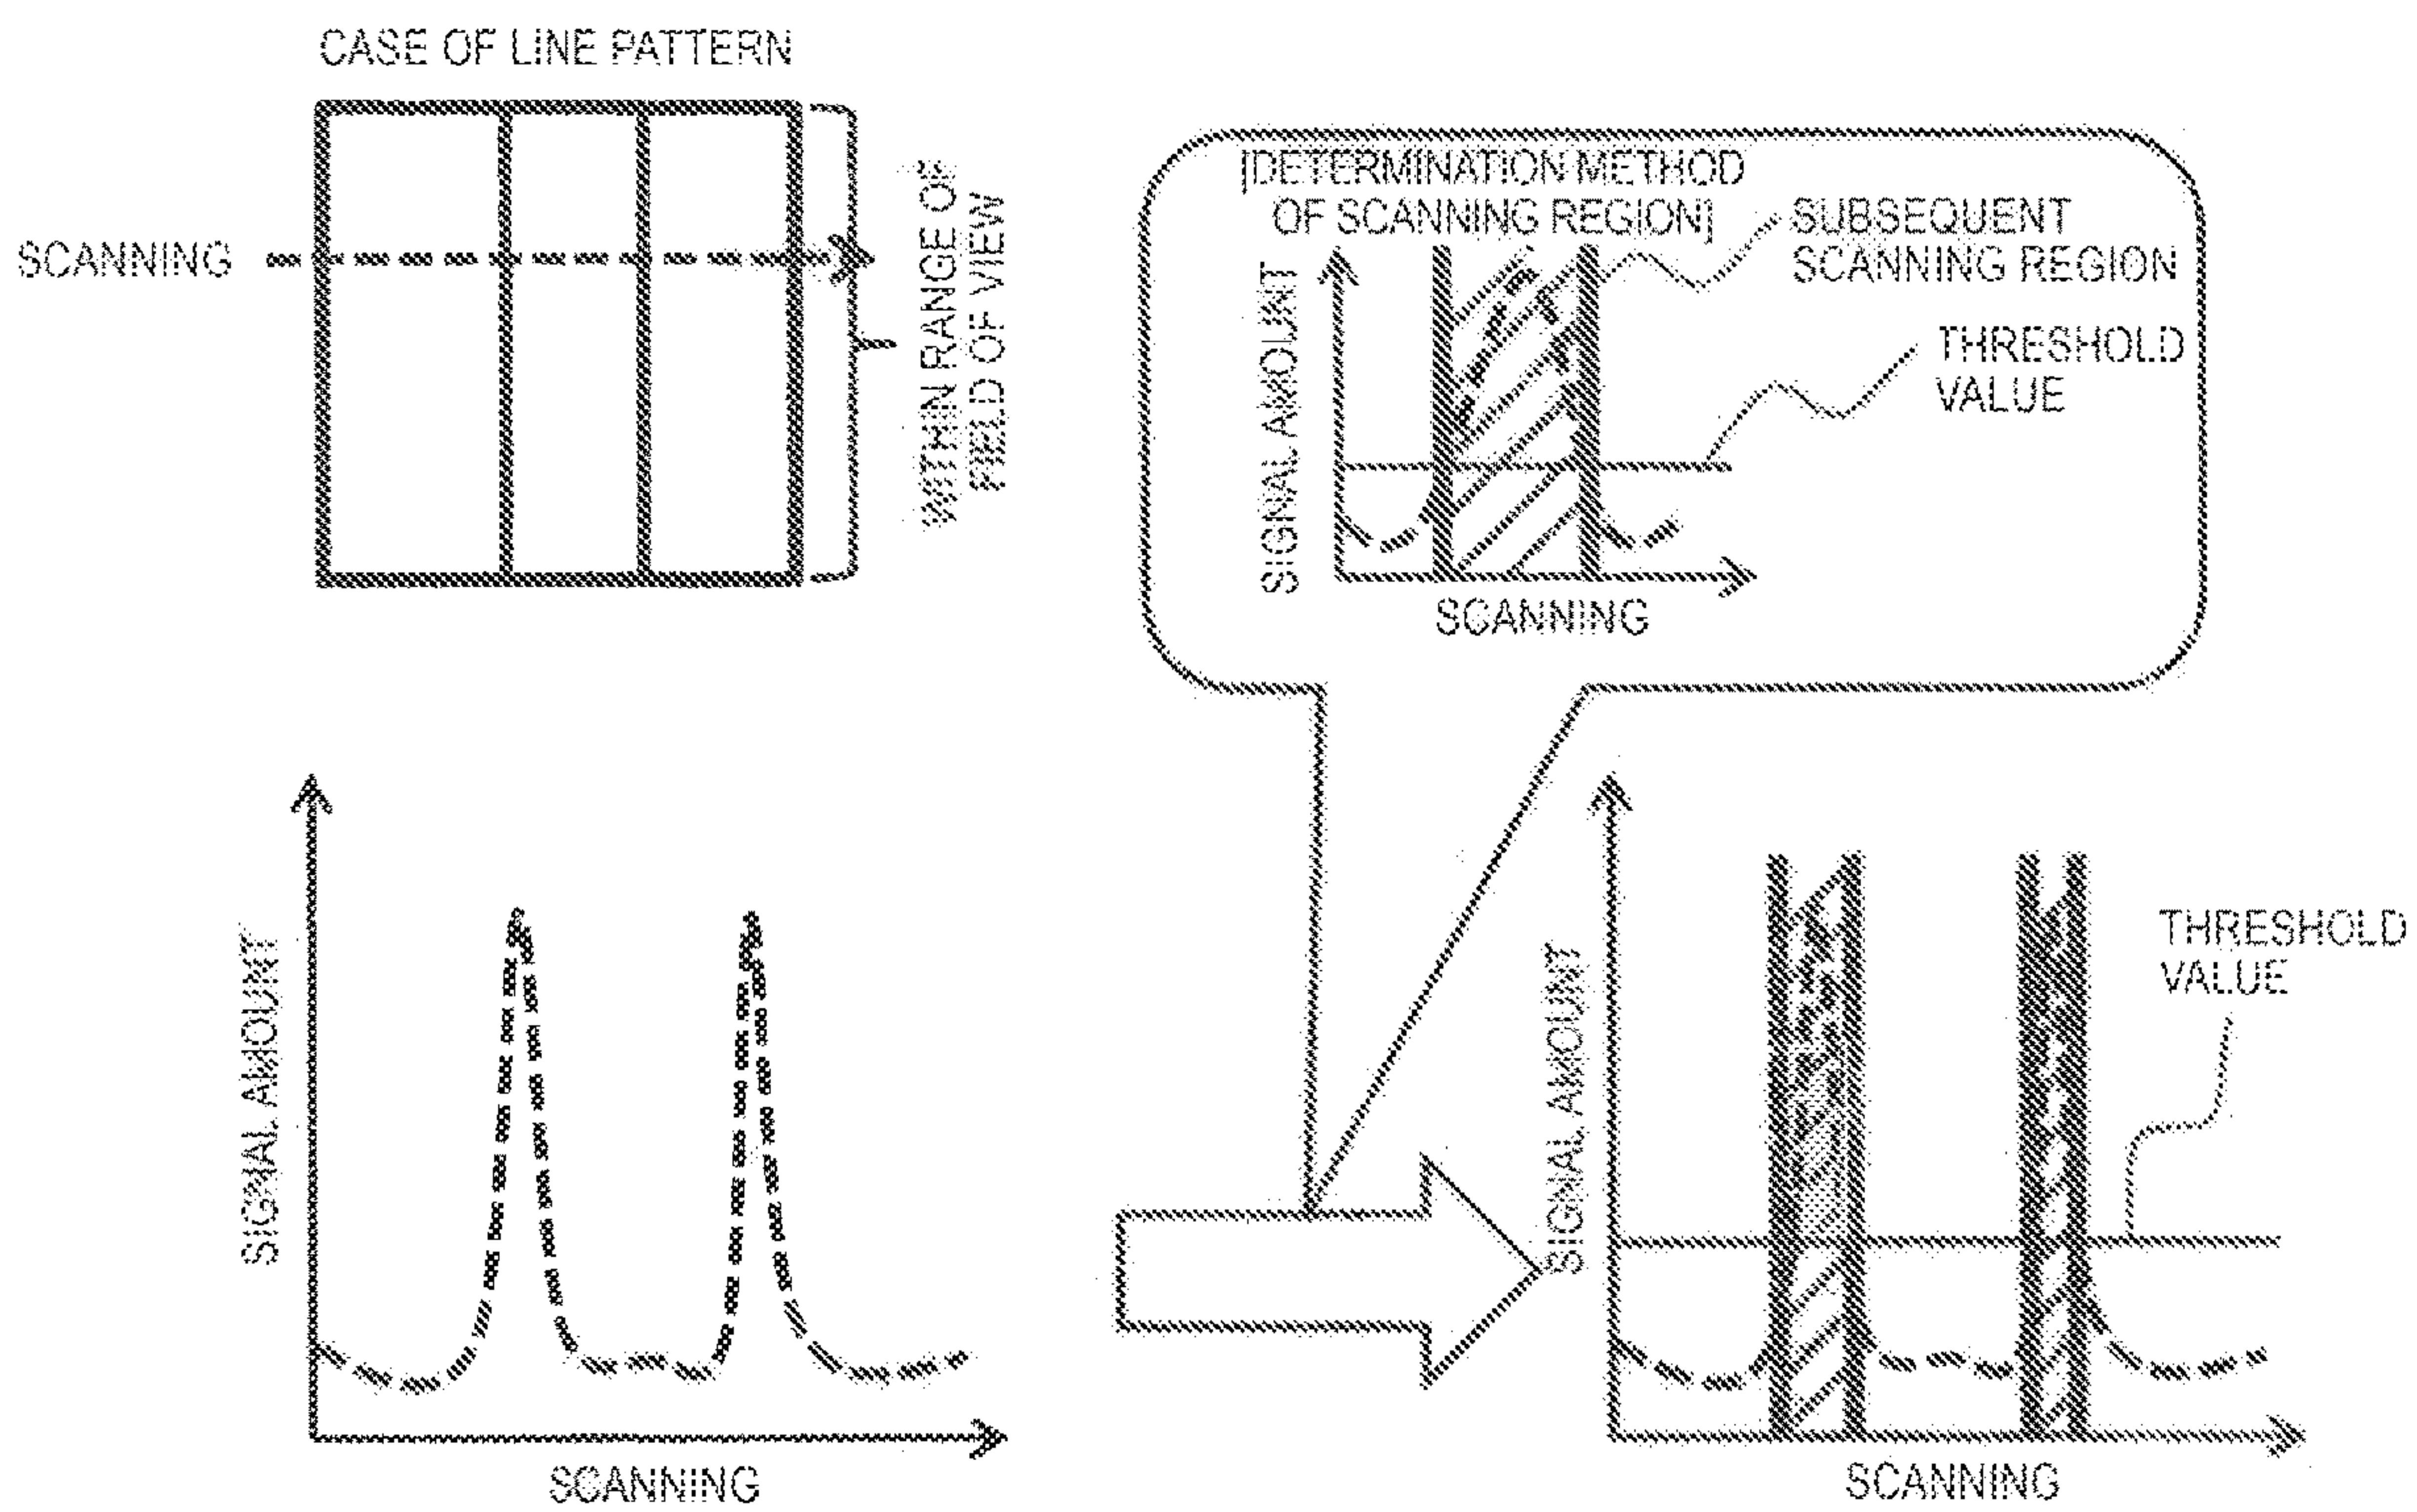 CASE OF LINE PATTERN
SCANNING
WITHIN RANGE OF
FIELD OF VIEW
[DETERMINATION METHOD
OF SCANNING REGION]
SUBSEQUENT
SCANNING REGION
THRESHOLD
VALUE
SIGNAL AMOUNT
SCANNING
SIGNAL AMOUNT
SCANNING
SIGNAL AMOUNT
THRESHOLD
VALUE
SCANNING